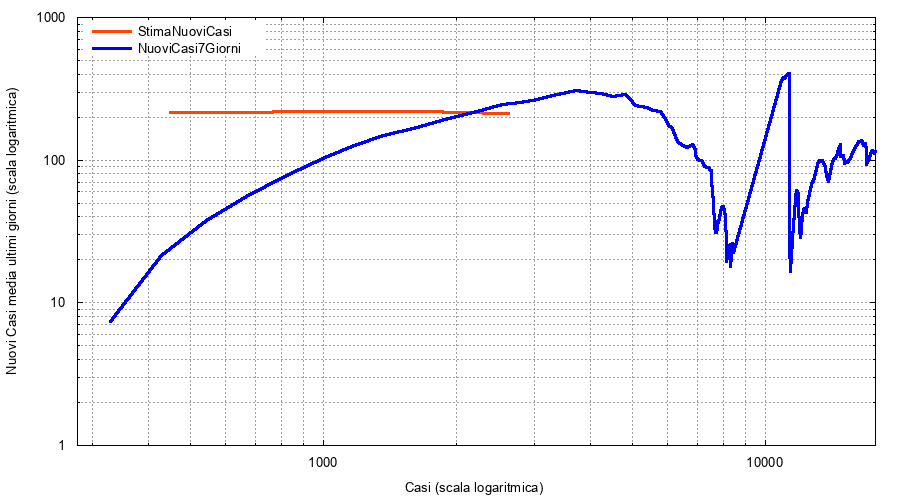 1000
StimaNuoviCasi
NuoviCasi7Giorni
100
10
1
Nuovi Casi media ultimi giorni (scala logaritmica)
1000
10000
Casi (scala logaritmica)